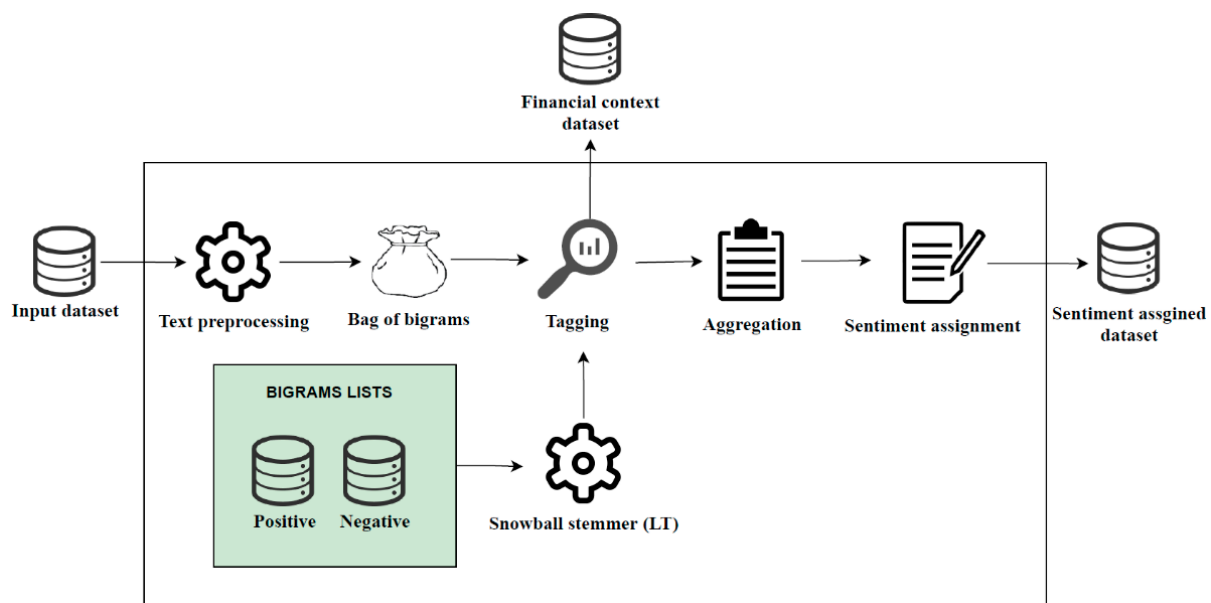 Financial context
dataset
Input dataset
Text preprocessing
Bag of bigrams
Tagging
Aggregation
Sentiment assignment
Sentiment assgined
dataset
BIGRAMS LISTS
Positive
Negative
Snowball stemmer (LT)